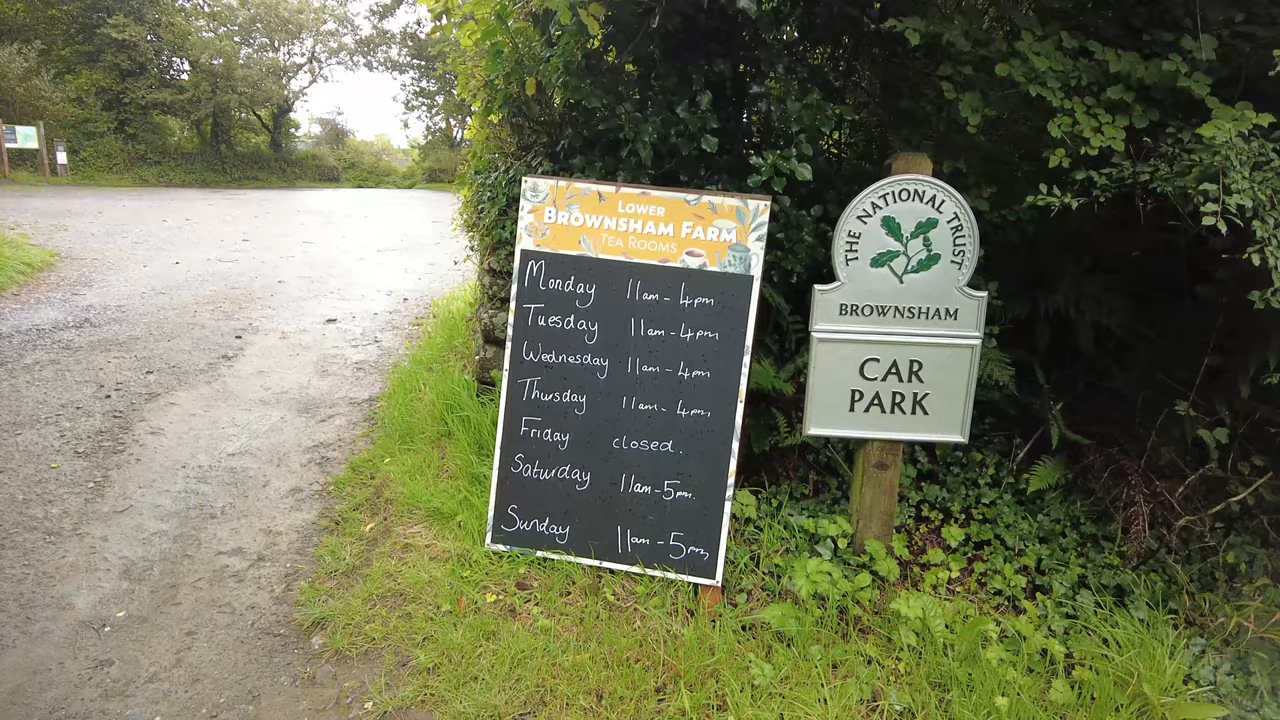 LOWER
BROWNSHAM FARM
TEA ROOMS
Monday 11am - 4pm
Tuesday 11am - 4pm
Wednesday 11am - 4pm
Thursday 11am - 4pm
Friday closed.
Saturday 11am - 5pm.
Sunday 11am - 5pm
THE NATIONAL TRUST
BROWNSHAM
CAR
PARK